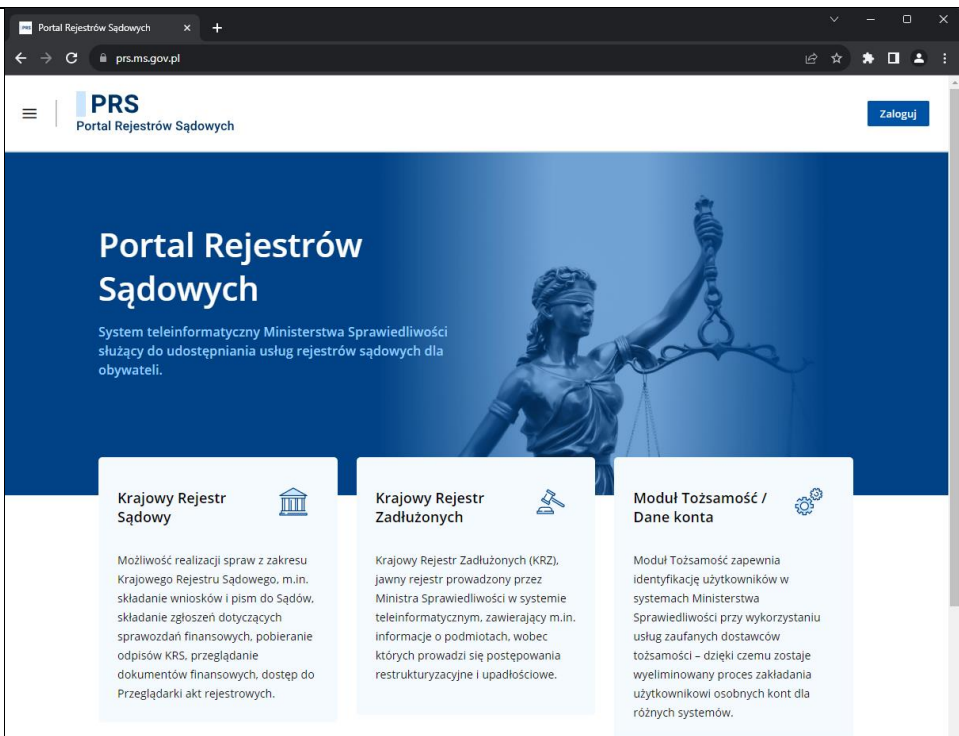 Portal Rejestrów Sądowych
prs.ms.gov.pl
PRS
Portal Rejestrów Sądowych
Zaloguj
Portal Rejestrów
Sądowych
System teleinformatyczny Ministerstwa Sprawiedliwości
służący do udostępniania usług rejestrów sądowych dla
obywateli.
Krajowy Rejestr
Sądowy
Możliwość realizacji spraw z zakresu
Krajowego Rejestru Sądowego, m.in.
składanie wniosków i pism do Sądów,
składanie zgłoszeń dotyczących
sprawozdań finansowych, pobieranie
odpisów KRS, przeglądanie
dokumentów finansowych, dostęp do
Przeglądarki akt rejestrowych.
Krajowy Rejestr
Zadłużonych
Krajowy Rejestr Zadłużonych (KRZ),
jawny rejestr prowadzony przez
Ministra Sprawiedliwości w systemie
teleinformatycznym, zawierający m.in.
informacje o podmiotach, wobec
których prowadzi się postępowania
restrukturyzacyjne i upadłościowe.
Moduł Tożsamość /
Dane konta
Moduł Tożsamość zapewnia
identyfikację użytkowników w
systemach Ministerstwa
Sprawiedliwości przy wykorzystaniu
usług zaufanych dostawców
tożsamości – dzięki czemu zostaje
wyeliminowany proces zakładania
użytkownikowi osobnych kont dla
różnych systemów.